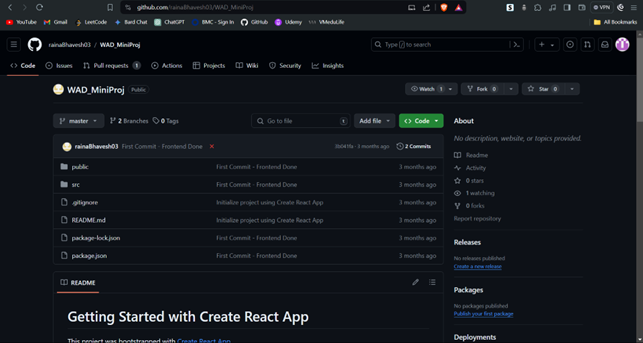 github.com/rainaBhavesh03/WAD_MiniProj
VPN
YouTube Gmail LeetCode Bard Chat ChatGPT BMC - Sign In GitHub Udemy VMeduLife All Bookmarks
rainaBhavesh03 / WAD_MiniProj
Type / to search
Code Issues Pull requests 1 Actions Projects Wiki Security Insights
WAD_MiniProj Public
Watch 1 Fork 0 Star 0
master 2 Branches 0 Tags
Go to file t Add file Code
rainaBhavesh03 First Commit - Frontend Done 3 months ago 2 Commits
public First Commit - Frontend Done 3 months ago
src First Commit - Frontend Done 3 months ago
.gitignore Initialize project using Create React App 3 months ago
README.md Initialize project using Create React App 3 months ago
package-lock.json First Commit - Frontend Done 3 months ago
package.json First Commit - Frontend Done 3 months ago
README
Getting Started with Create React App
This project was bootstrapped with Create React App
About
No description, website, or topics provided.
Readme
Activity
0 stars
1 watching
0 forks
Report repository
Releases
No releases published
Create a new release
Packages
No packages published
Publish your first package
Deployments